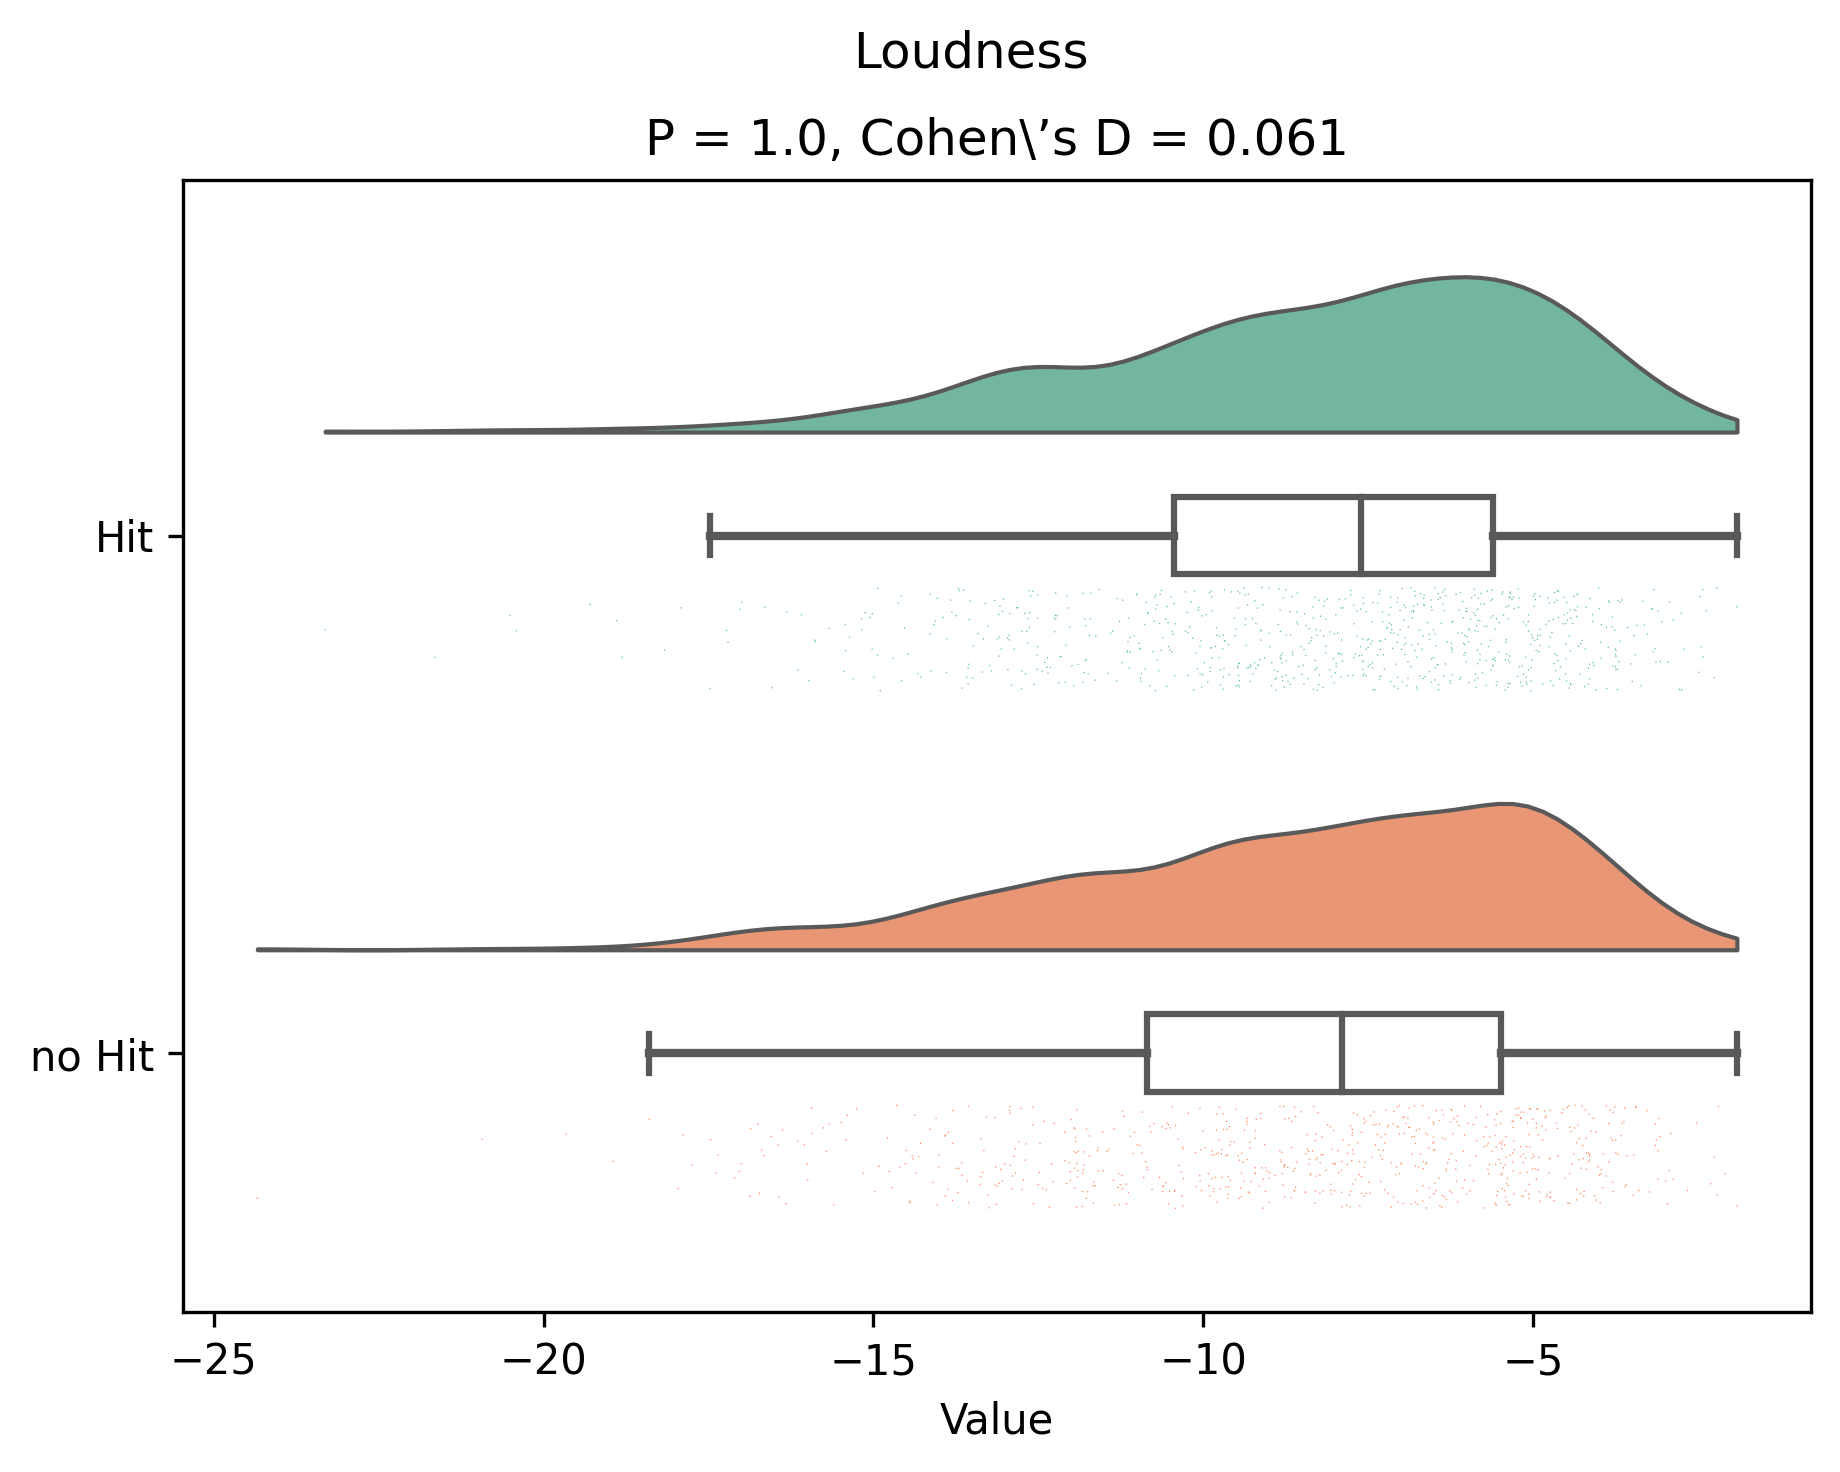 Loudness
P = 1.0, Cohen\’s D = 0.061
Hit
no Hit
−25 −20 −15 −10 −5
Value